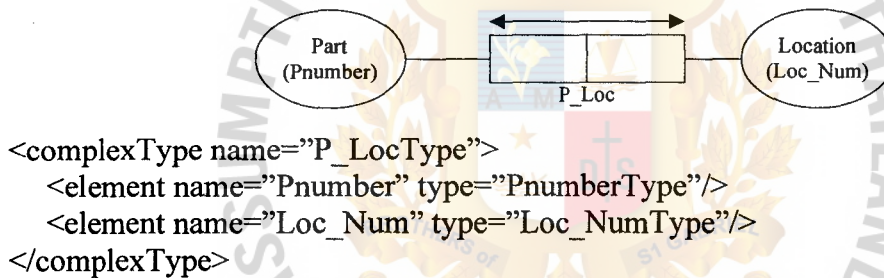 Part
(Pnumber)
P_Loc
Location
(Loc_Num)
<complexType name=”P_LocType”>
<element name=”Pnumber” type=”PnumberType”/>
<element name=”Loc_Num” type=”Loc_NumType”/>
</complexType>